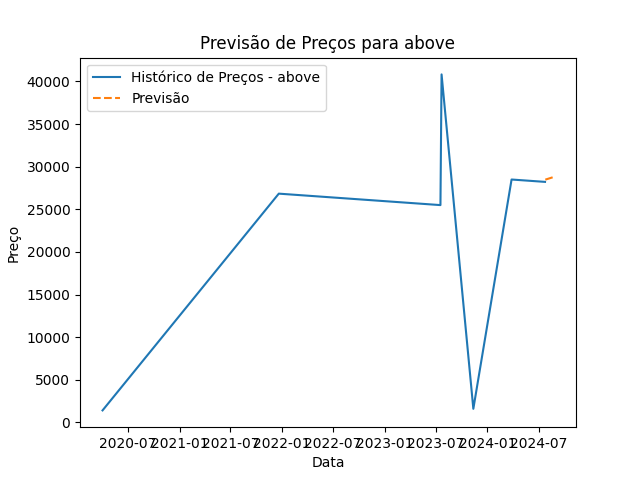 Previsão de Preços para above
Histórico de Preços - above
Previsão
40000
35000
30000
25000
20000
15000
10000
5000
0
Preço
2020-07 2021-01 2021-07 2022-01 2022-07 2023-01 2023-07 2024-01 2024-07
Data